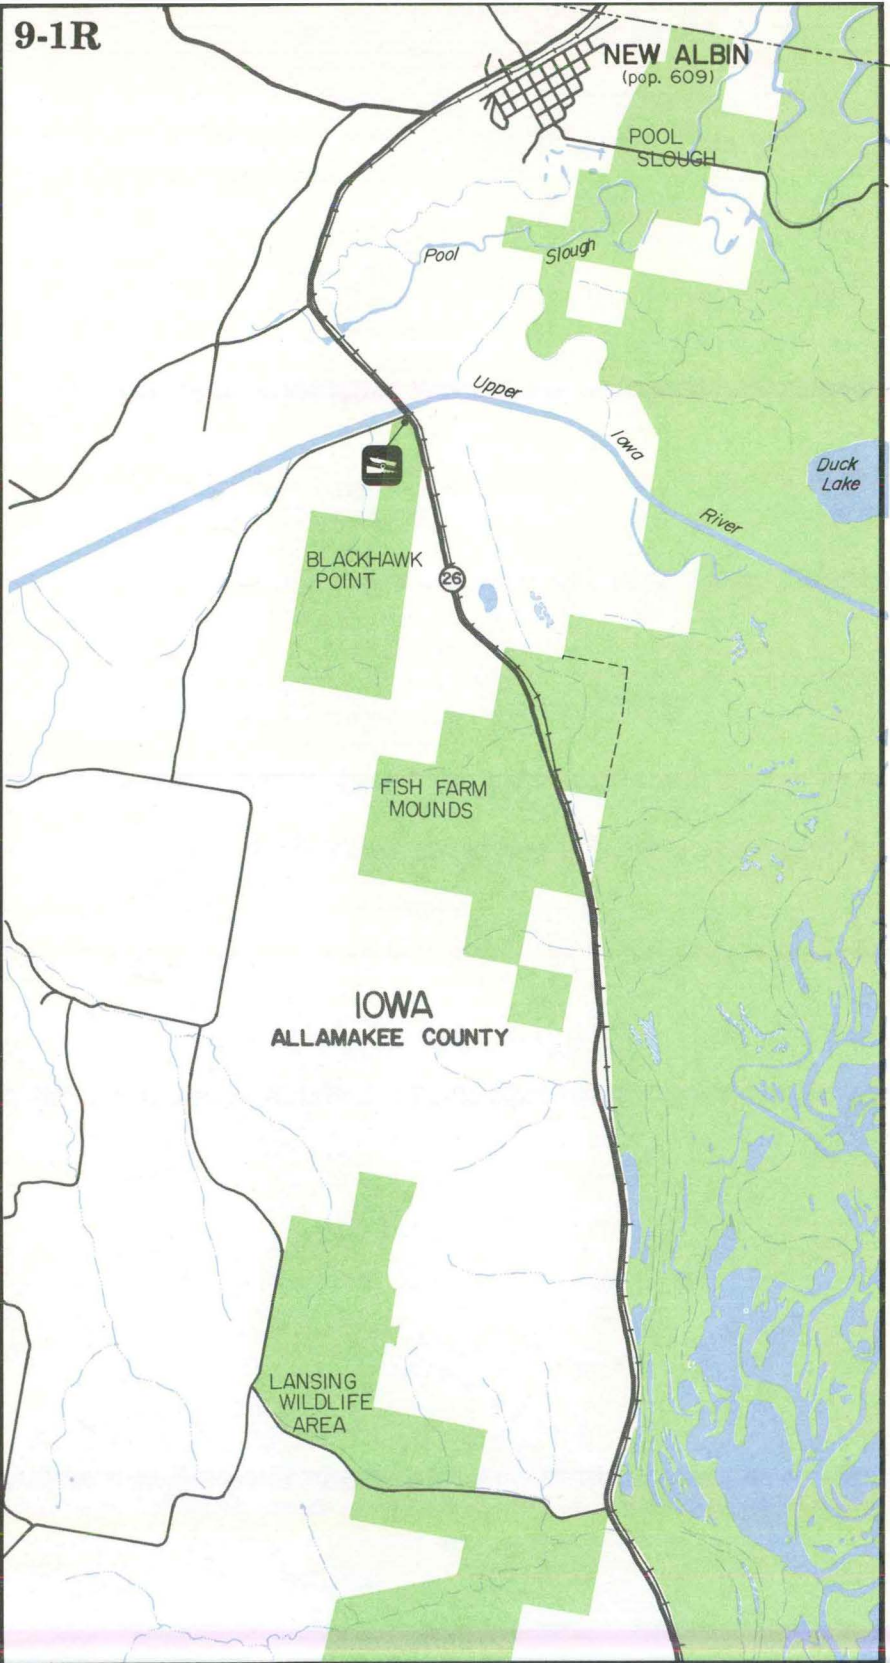 9-1R
NEW ALBIN
(pop. 609)
POOL
SLOUGH
Pool
Slough
Upper
Iowa
River
Duck
Lake
BLACKHAWK
POINT
26
FISH FARM
MOUNDS
IOWA
ALLAMAKEE COUNTY
LANSING
WILDLIFE
AREA